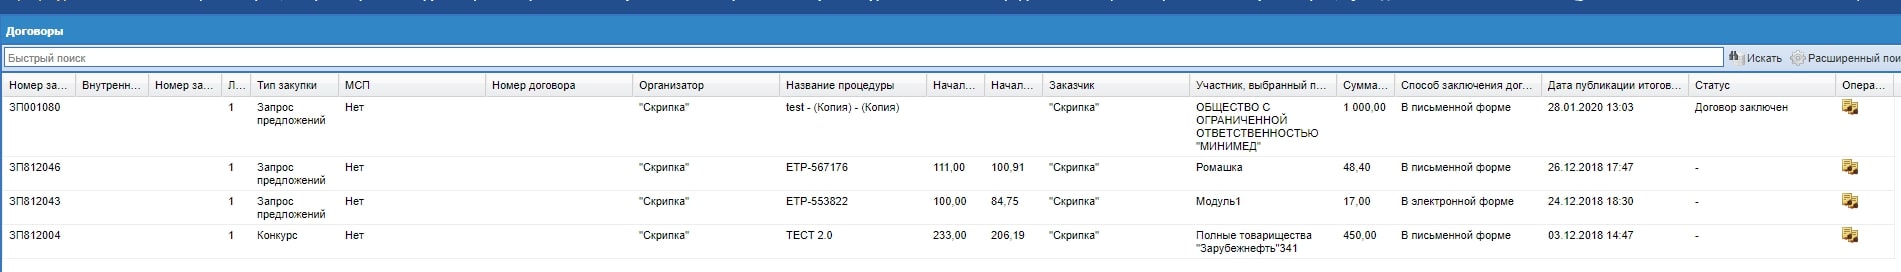 Договоры
Быстрый поиск Искать Расширенный пои
Номер за... Внутренн... Номер за... Л... Тип закупки МСП Номер договора Организатор Название процедуры Начал... Начал... Заказчик Участник, выбранный п... Сумма... Способ заключения дог... Дата публикации итогов... Статус Опера...
ЗП001080 1 Запрос Нет "Скрипка" test - (Копия) - (Копия) "Скрипка" ОБЩЕСТВО С 1 000,00 В письменной форме 28.01.2020 13:03 Договор заключен
предложений ОГРАНИЧЕННОЙ
ОТВЕТСТВЕННОСТЬЮ
"МИНИМЕД"
ЗП812046 1 Запрос Нет "Скрипка" ЕТР-567176 111,00 100,91 "Скрипка" Ромашка 48,40 В письменной форме 26.12.2018 17:47 -
предложений
ЗП812043 1 Запрос Нет "Скрипка" ЕТР-553822 100,00 84,75 "Скрипка" Модуль1 17,00 В электронной форме 24.12.2018 18:30 -
предложений
ЗП812004 1 Конкурс Нет "Скрипка" ТЕСТ 2.0 233,00 206,19 "Скрипка" Полные товарищества 450,00 В письменной форме 03.12.2018 14:47 -
"Зарубежнефть"341